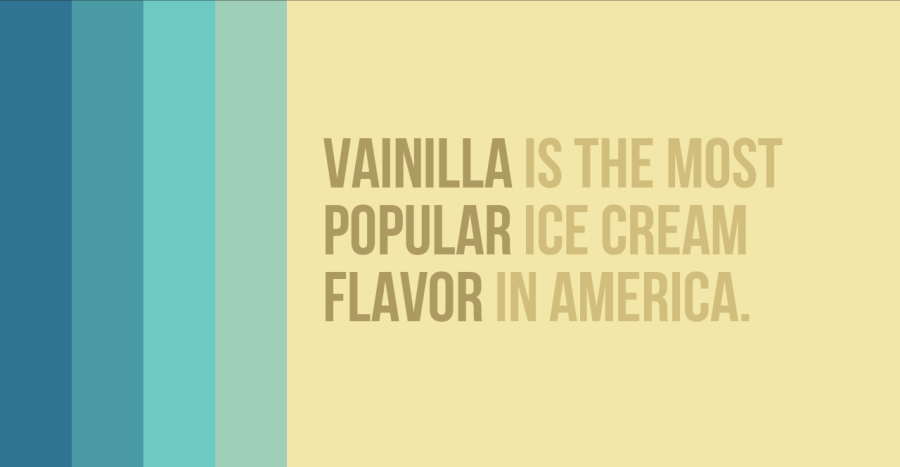 VAINILLA IS THE MOST
POPULAR ICE CREAM
FLAVOR IN AMERICA.